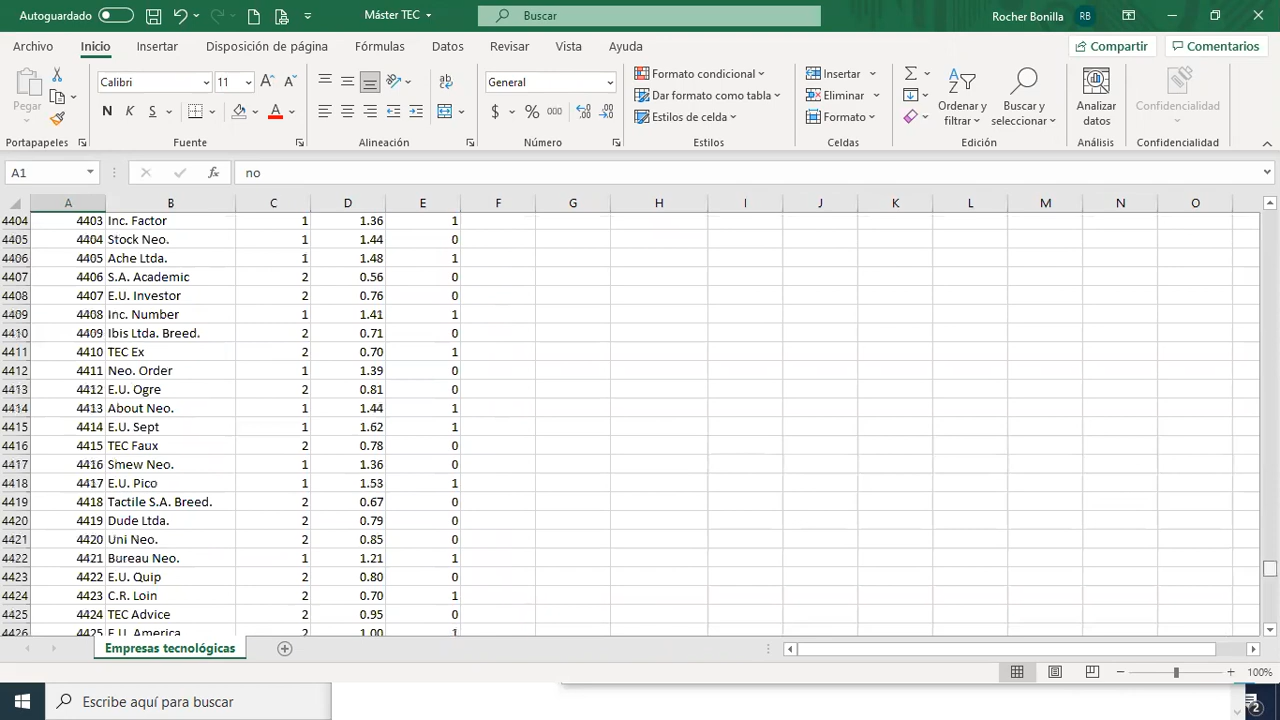 Autoguardado Máster TEC Buscar Rocher Bonilla RB
Archivo Inicio Insertar Disposición de página Fórmulas Datos Revisar Vista Ayuda Compartir Comentarios
Pegar Calibri 11 General Formato condicional Insertar
Dar formato como tabla Eliminar Ordenar y filtrar Buscar y seleccionar Analizar datos Confidencialidad
N K S A $ % 000 Estilos de celda Formato
Portapapeles Fuente Alineación Número Estilos Celdas Edición Análisis Confidencialidad
A1 fx no
A B C D E F G H I J K L M N O
4404 4403 Inc. Factor 1 1.36 1
4405 4404 Stock Neo. 1 1.44 0
4406 4405 Ache Ltda. 1 1.48 1
4407 4406 S.A. Academic 2 0.56 0
4408 4407 E.U. Investor 2 0.76 0
4409 4408 Inc. Number 1 1.41 1
4410 4409 Ibis Ltda. Breed. 2 0.71 0
4411 4410 TEC Ex 2 0.70 1
4412 4411 Neo. Order 1 1.39 0
4413 4412 E.U. Ogre 2 0.81 0
4414 4413 About Neo. 1 1.44 1
4415 4414 E.U. Sept 1 1.62 1
4416 4415 TEC Faux 2 0.78 0
4417 4416 Smew Neo. 1 1.36 0
4418 4417 E.U. Pico 1 1.53 1
4419 4418 Tactile S.A. Breed. 2 0.67 0
4420 4419 Dude Ltda. 2 0.79 0
4421 4420 Uni Neo. 2 0.85 0
4422 4421 Bureau Neo. 1 1.21 1
4423 4422 E.U. Quip 2 0.80 0
4424 4423 C.R. Loin 2 0.70 1
4425 4424 TEC Advice 2 0.95 0
4426 4425 E.U. America 2 1.00 1
Empresas tecnológicas
100%
Escribe aquí para buscar 2